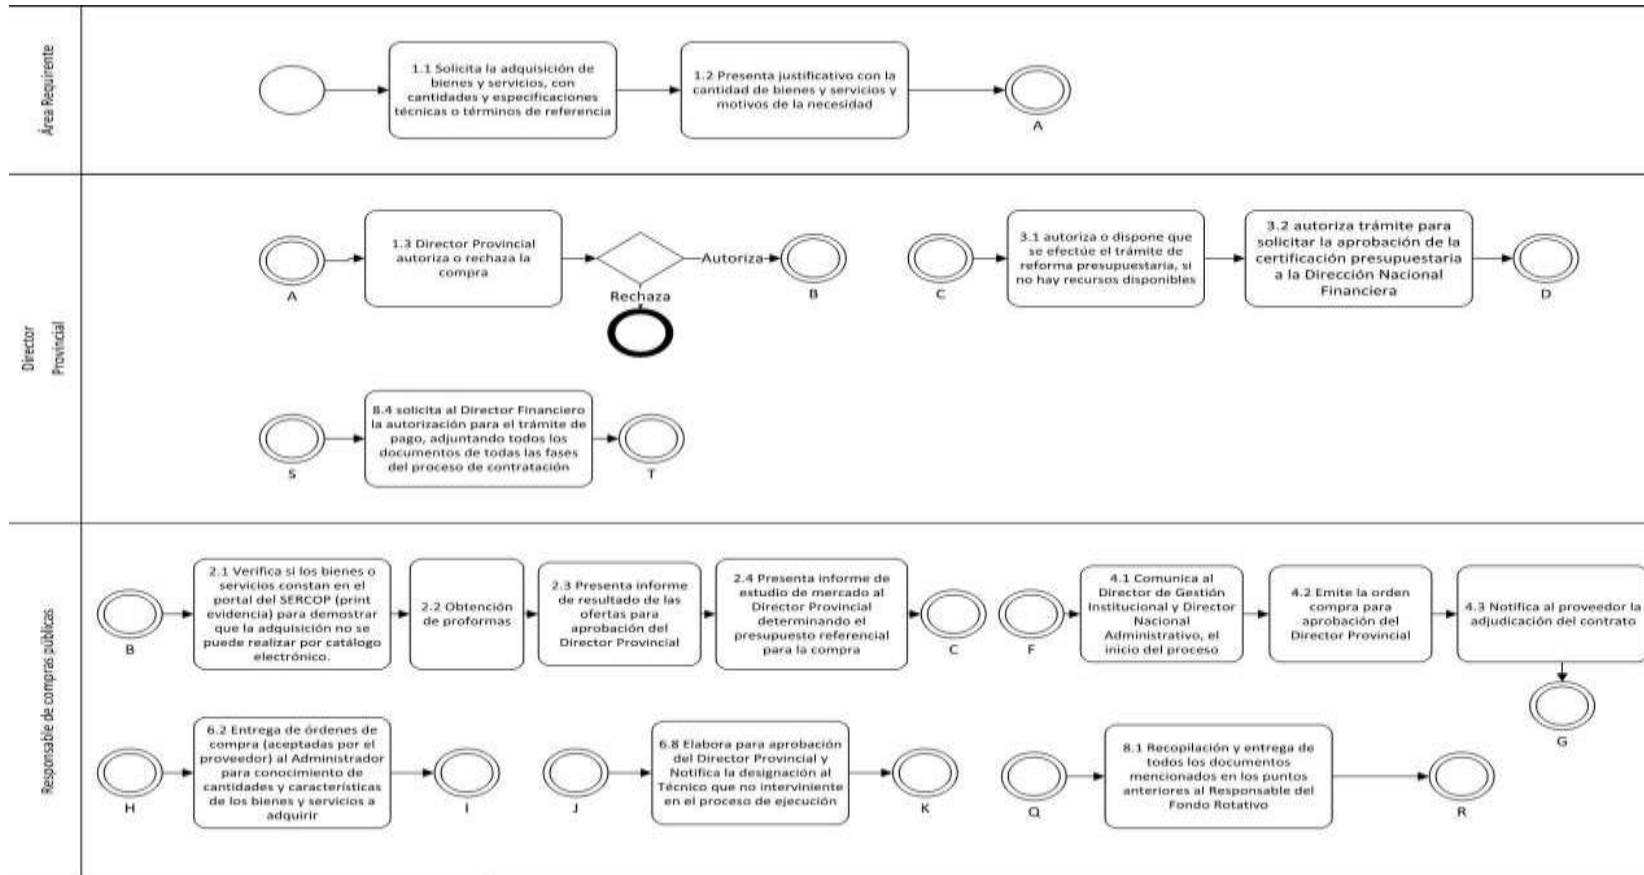 Área Requirente
1.1 Solicita la adquisición de
bienes y servicios, con
cantidades y especificaciones
técnicas o términos de referencia
1.2 Presenta justificativo con la
cantidad de bienes y servicios y
motivos de la necesidad
A
Director
Provincial
A
1.3 Director Provincial
autoriza o rechaza la
compra
Autoriza
Rechaza
B
C
3.1 autoriza o dispone que
se efectúe el trámite de
reforma presupuestaria, si
no hay recursos disponibles
3.2 autoriza trámite para
solicitar la aprobación de la
certificación presupuestaria
a la Dirección Nacional
Financiera
D
S
8.4 solicita al Director Financiero
la autorización para el trámite de
pago, adjuntando todos los
documentos de todas las fases
del proceso de contratación
T
Responsable de compras públicas
B
2.1 Verifica si los bienes o
servicios constan en el
portal del SERCOP (print
evidencia) para demostrar
que la adquisición no se
puede realizar por catálogo
electrónico.
2.2 Obtención
de proformas
2.3 Presenta informe
de resultado de las
ofertas para
aprobación del
Director Provincial
2.4 Presenta informe de
estudio de mercado al
Director Provincial
determinando el
presupuesto referencial
para la compra
C
F
4.1 Comunica al
Director de Gestión
Institucional y Director
Nacional
Administrativo, el
inicio del proceso
4.2 Emite la orden
compra para
aprobación del
Director Provincial
4.3 Notifica al proveedor la
adjudicación del contrato
G
H
6.2 Entrega de órdenes de
compra (aceptadas por el
proveedor) al Administrador
para conocimiento de
cantidades y características
de los bienes y servicios a
adquirir
I
J
6.8 Elabora para aprobación
del Director Provincial y
Notifica la designación al
Técnico que no interviniente
en el proceso de ejecución
K
Q
8.1 Recopilación y entrega de
todos los documentos
mencionados en los puntos
anteriores al Responsable del
Fondo Rotativo
R